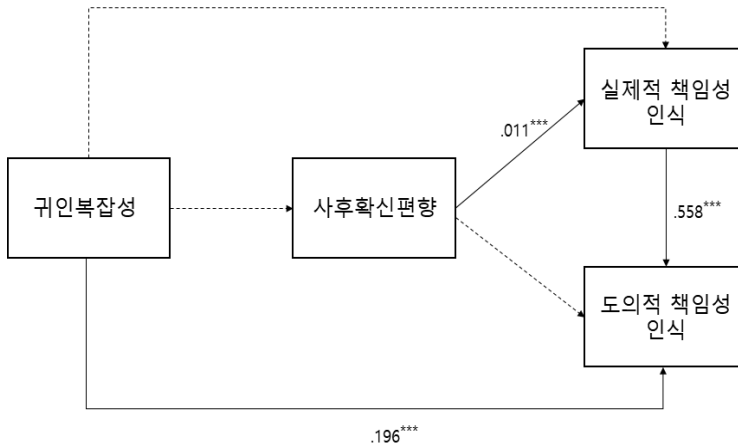 실제적 책임성
인식
.011***
귀인복잡성
사후확신편향
.558***
도의적 책임성
인식
.196***